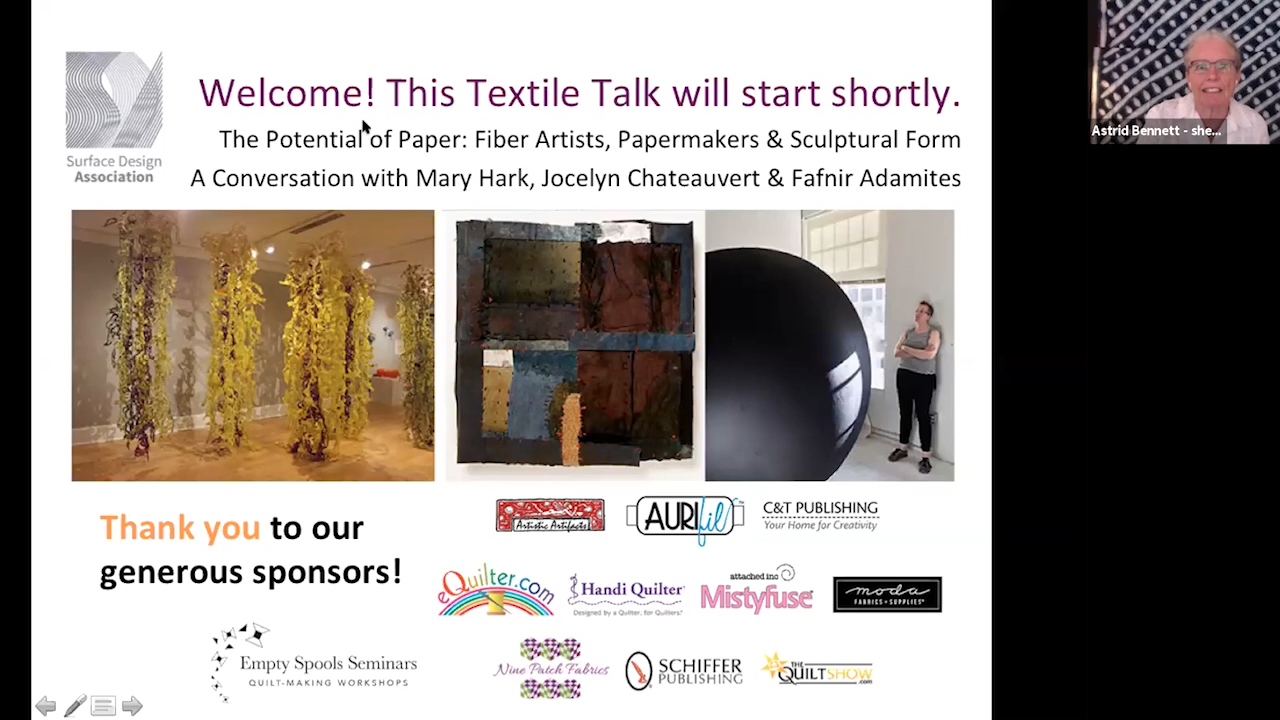 Welcome! This Textile Talk will start shortly.
The Potential of Paper: Fiber Artists, Papermakers & Sculptural Form
A Conversation with Mary Hark, Jocelyn Chateauvert & Fafnir Adamites
Surface Design
Association
Astrid Bennett - she...
Thank you to our
generous sponsors!
Artistic Artifacts
AURIfil
C&T PUBLISHING
Your Home for Creativity
eQuilter.com
Handi Quilter
Designed by a Quilter, for Quilters.
attached inc
Mistyfuse
moda
FABRICS + SUPPLIES
Empty Spools Seminars
QUILT-MAKING WORKSHOPS
Nine Patch Fabrics
SCHIFFER
PUBLISHING
THE
QUILTSHOW
.com